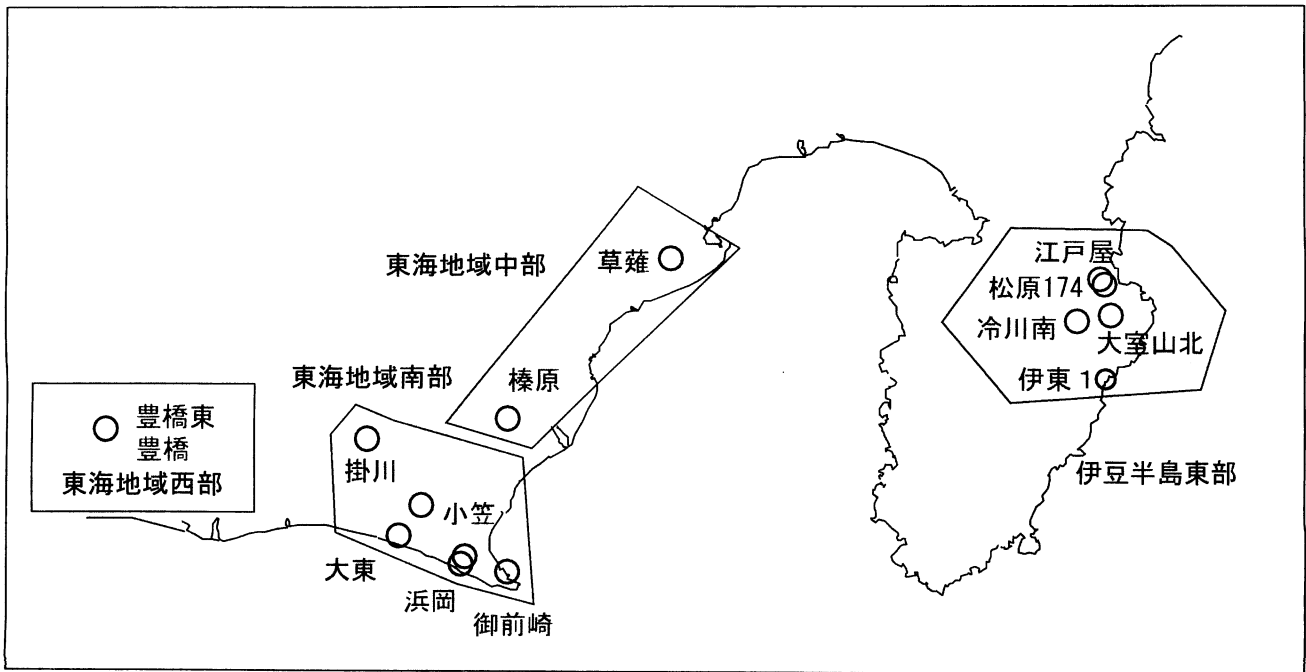 江戸屋
草薙
東海地域中部
松原174
冷川南
大室山北
東海地域南部
榛原
伊東 1
豊橋東
豊橋
掛川
伊豆半島東部
東海地域西部
小笠
大東
浜岡
御前崎